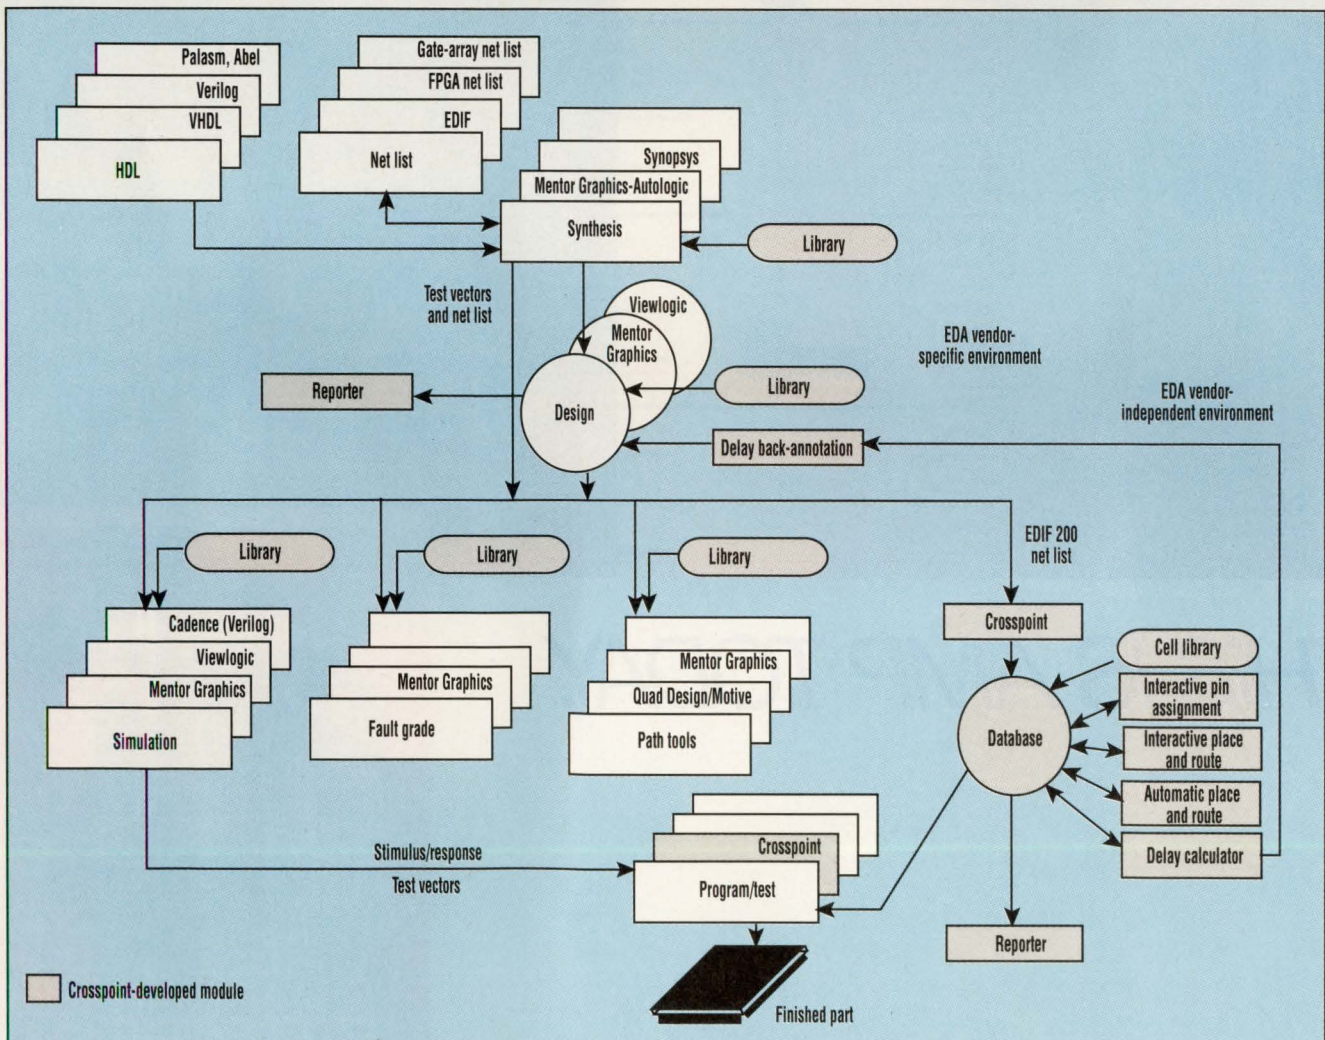 Palasm, Abel
Verilog
VHDL
HDL
Gate-array net list
FPGA net list
EDIF
Net list
Synopsys
Mentor Graphics-Autologic
Synthesis
Library
Test vectors
and net list
Viewlogic
Mentor
Graphics
Design
EDA vendor-
specific environment
Reporter
Library
EDA vendor-
independent environment
Delay back-annotation
Library
Library
Library
EDIF 200
net list
Cadence (Verilog)
Viewlogic
Mentor Graphics
Simulation
Mentor Graphics
Fault grade
Mentor Graphics
Quad Design/Motive
Path tools
Crosspoint
Database
Cell library
Interactive pin
assignment
Interactive place
and route
Automatic place
and route
Delay calculator
Stimulus/response
Test vectors
Crosspoint
Program/test
Reporter
Finished part
Crosspoint-developed module